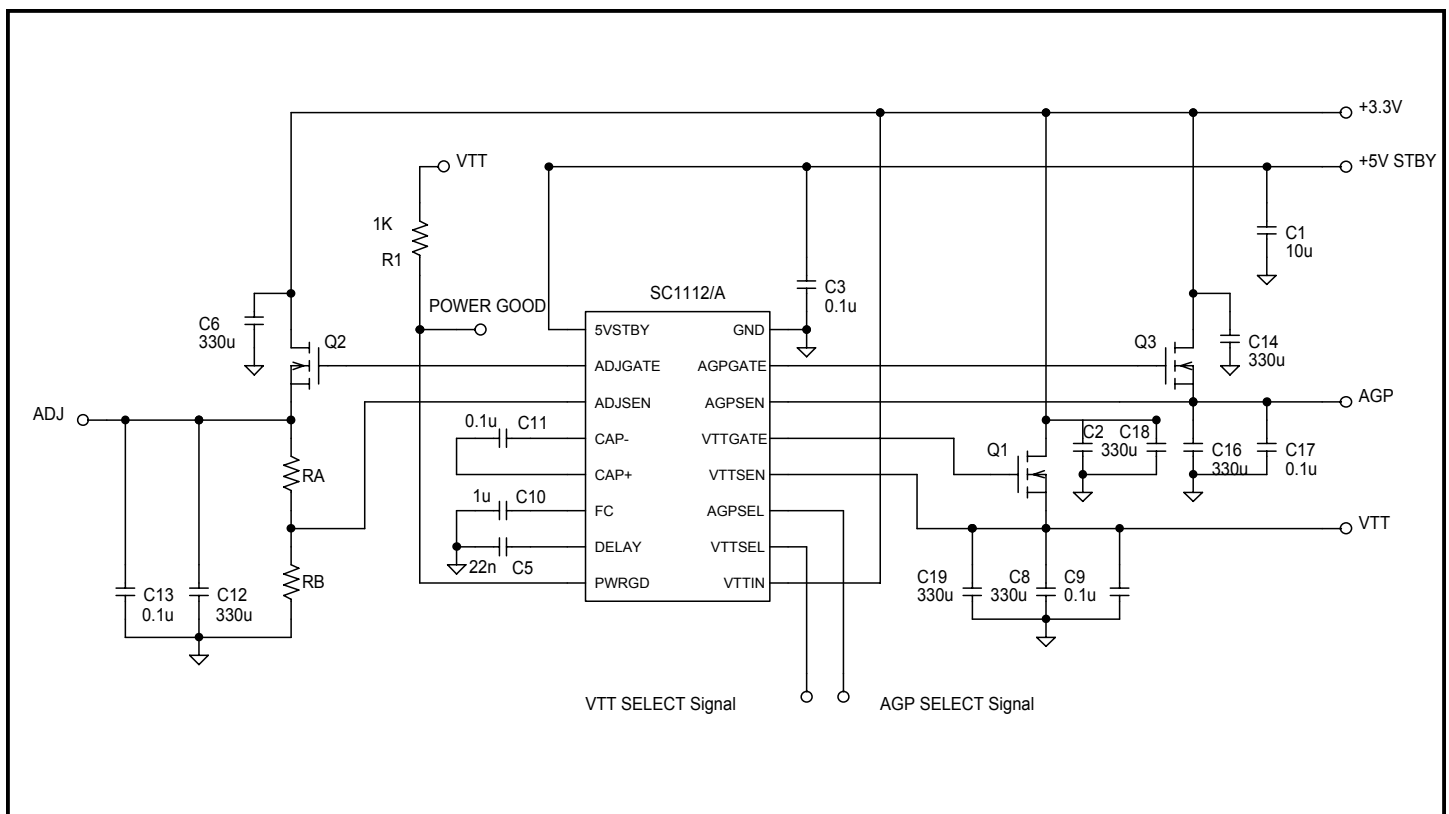 +3.3V
VTT
+5V STBY
1K
R1
C1
10u
C3
0.1u
SC1112/A
POWER GOOD
C6
330u
Q2
5VSTBY
GND
Q3
C14
330u
ADJGATE
AGPGATE
ADJ
ADJSEN
AGPSEN
AGP
0.1u
C11
CAP-
VTTGATE
Q1
C2
330u
C18
C16
330u
C17
0.1u
RA
CAP+
VTTSEN
1u
C10
FC
AGPSEL
VTT
DELAY
VTTSEL
22n
C5
RB
PWRGD
VTTIN
C13
0.1u
C12
330u
C19
330u
C8
330u
C9
0.1u
VTT SELECT Signal
AGP SELECT Signal